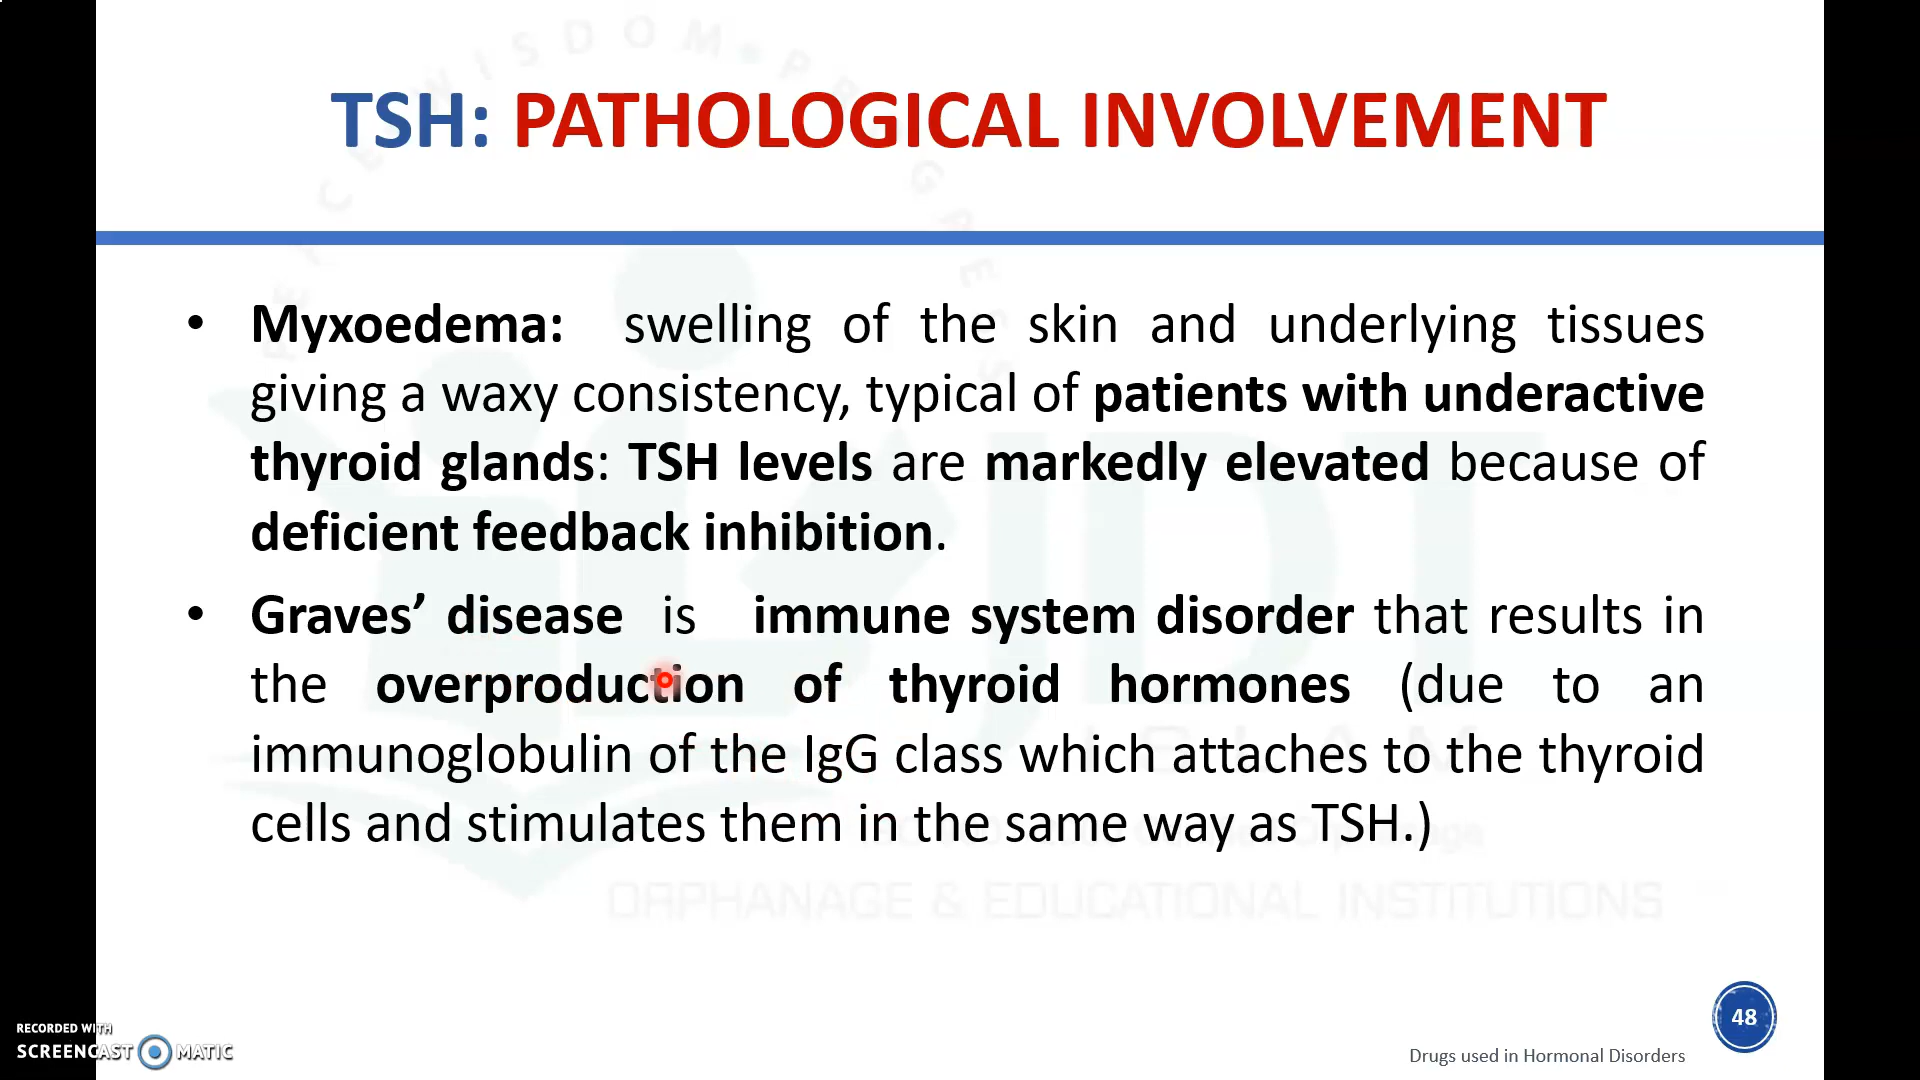 TSH: PATHOLOGICAL INVOLVEMENT
• Myxoedema: swelling of the skin and underlying tissues
giving a waxy consistency, typical of patients with underactive
thyroid glands: TSH levels are markedly elevated because of
deficient feedback inhibition.
• Graves’ disease is immune system disorder that results in
the overproduction of thyroid hormones (due to an
immunoglobulin of the IgG class which attaches to the thyroid
cells and stimulates them in the same way as TSH.)
JDT
ISLAM
ORPHANAGE & EDUCATIONAL INSTITUTIONS
48
Drugs used in Hormonal Disorders
RECORDED WITH
SCREENCAST MATIC